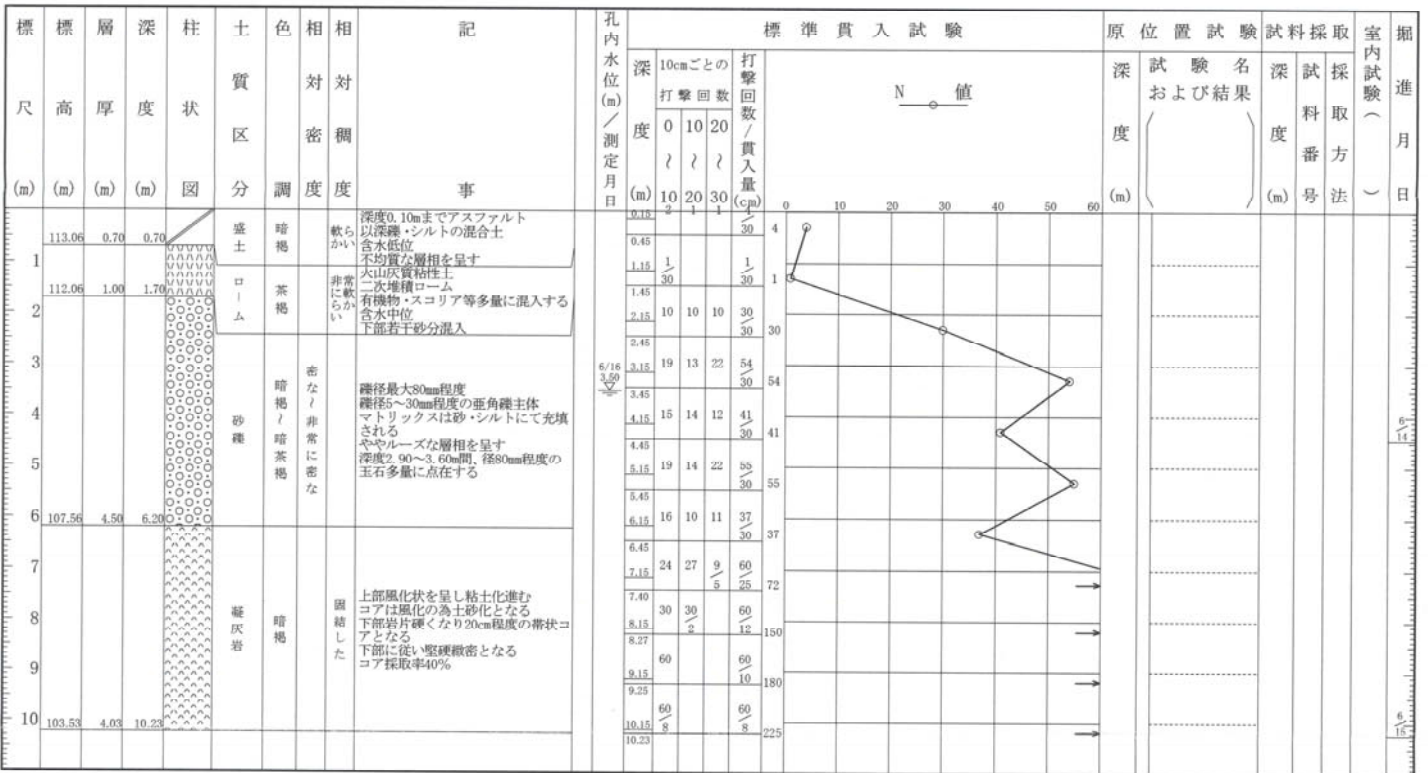 標尺(m)
標高(m)
層厚(m)
深度(m)
柱状図
土質区分
色調
相対密度
相対稠度
記事
孔内水位(m)/測定月日
標準貫入試験
深度(m)
10cmごとの打撃回数
0〜10
10〜20
20〜30
打撃回数/貫入量(cm)
N 値
0 10 20 30 40 50 60
原位置試験
深度(m)
試験名および結果
試料採取
深度(m)
試料番号
採取方法
室内試験()
掘進月日
113.06 0.70 0.70
盛土
暗褐
軟らかい
深度0.10mまでアスファルト
以深礫・シルトの混合土
含水低位
不均質な層相を呈す
1
112.06 1.00 1.70
ローム
茶褐
非常に軟らかい
火山灰質粘性土
二次堆積ローム
有機物・スコリア等多量に混入する
含水中位
下部若干砂分混入
2
3
4
5
6
107.56 4.50 6.20
砂礫
暗褐〜暗茶褐
密な〜非常に密な
礫径最大80mm程度
礫径5〜30mm程度の亜角礫主体
マトリックスは砂・シルトにて充填
される
ややルーズな層相を呈す
深度2.90〜3.60m間、径80mm程度の
玉石多量に点在する
7
8
9
10
103.53 4.03 10.23
凝灰岩
暗褐
固結した
上部風化状を呈し粘土化進む
コアは風化の為土砂化となる
下部岩片硬くなり20cm程度の棒状コ
アとなる
下部に従い堅硬緻密となる
コア採取率40%
6/16
3.50
0.15 2 1 1 30 4
0.45
1.15 1/30 1/30 1
1.45
2.15 10 10 10 30/30 30
2.45
3.15 19 13 22 54/30 54
3.45
4.15 15 14 12 41/30 41
4.45
5.15 19 14 22 55/30 55
5.45
6.15 16 10 11 37/30 37
6.45
7.15 24 27 9/5 60/25 72
7.40
8.15 30 30/2 60/12 150
8.27
9.15 60 60/10 180
9.25
10.15 60/8 60/8 225
10.23
6/14
6/15